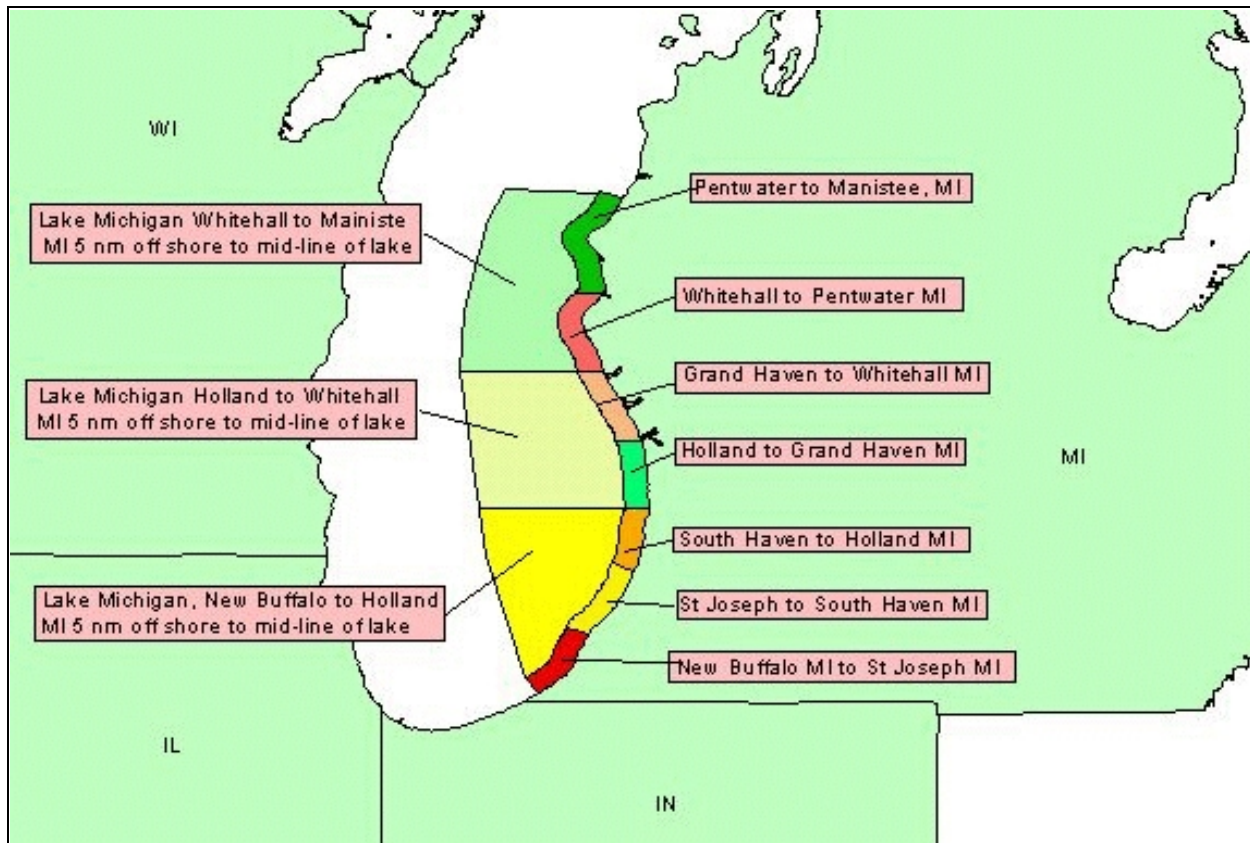 WI
Pentwater to Manistee, MI
Lake Michigan Whitehall to Mainiste
MI 5 nm off shore to mid-line of lake
Whitehall to Pentwater MI
Grand Haven to Whitehall MI
Lake Michigan Holland to Whitehall
MI 5 nm off shore to mid-line of lake
Holland to Grand Haven MI
MI
South Haven to Holland MI
Lake Michigan, New Buffalo to Holland
MI 5 nm off shore to mid-line of lake
St Joseph to South Haven MI
New Buffalo MI to St Joseph MI
IL
IN